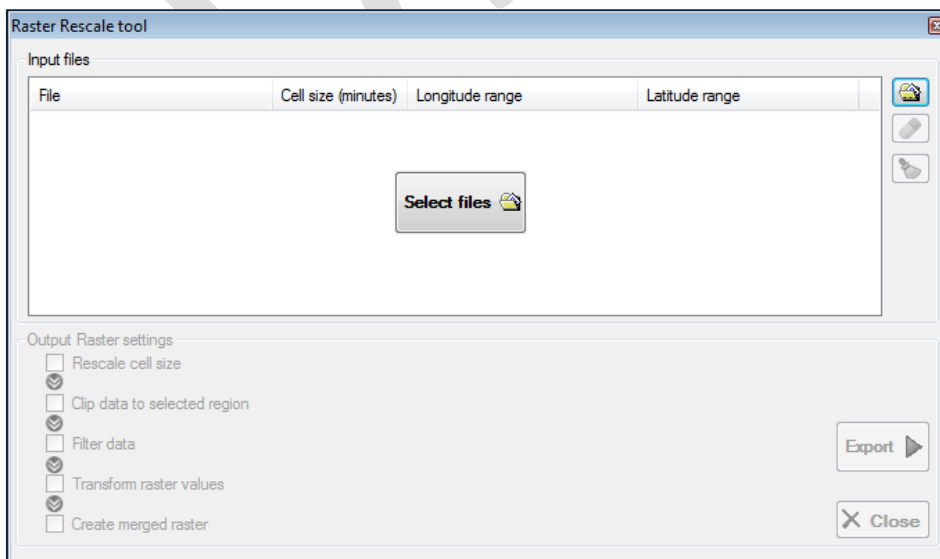 Raster Rescale tool
Input files
File Cell size (minutes) Longitude range Latitude range
Select files
Output Raster settings
Rescale cell size
Clip data to selected region
Filter data
Transform raster values
Create merged raster
Export
Close